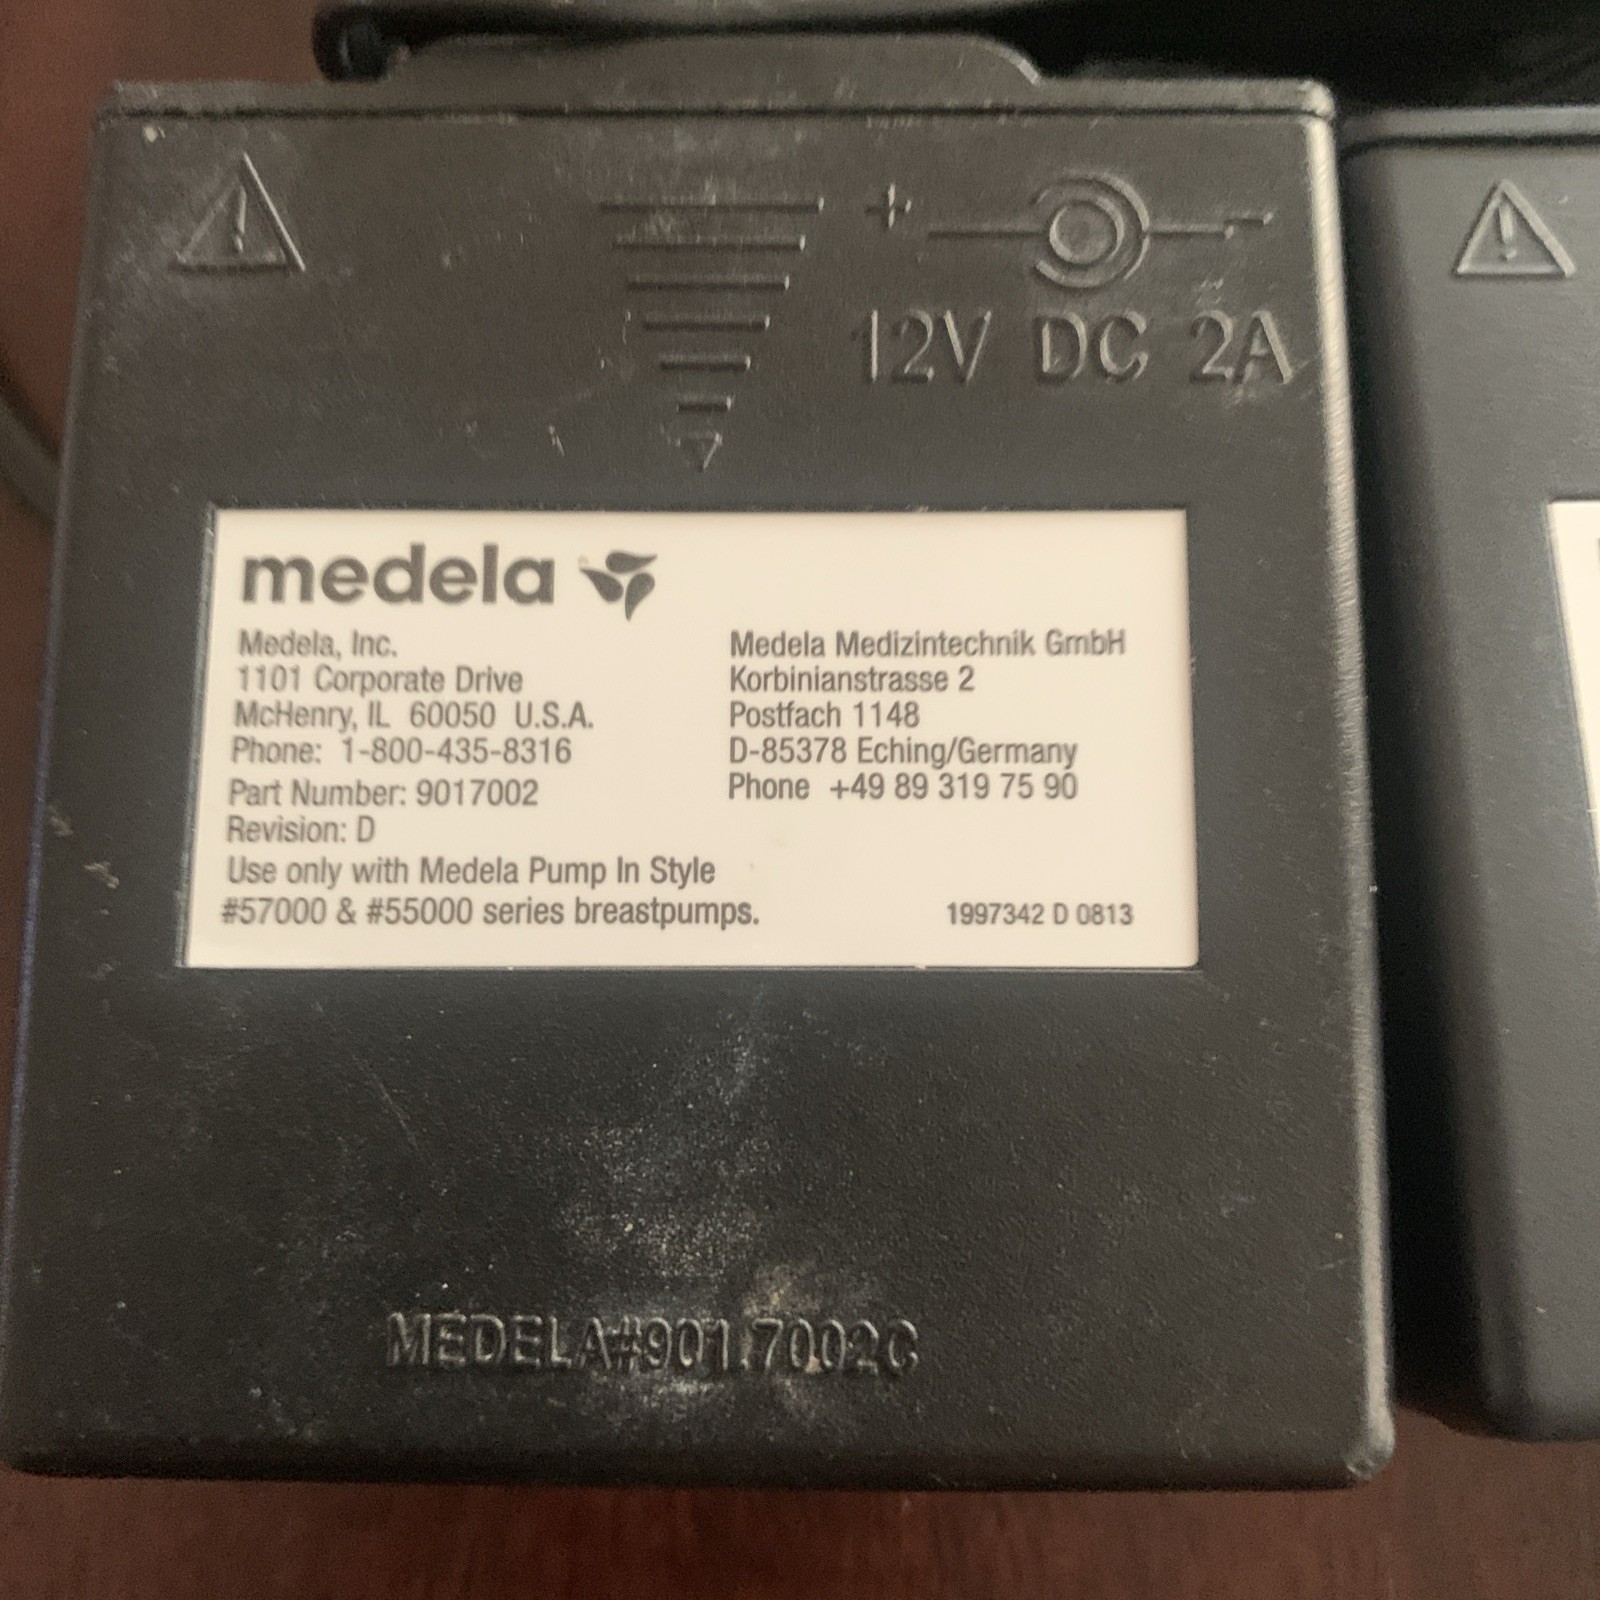 + -
12V DC 2A
medela
Medela, Inc.
1101 Corporate Drive
McHenry, IL 60050 U.S.A.
Phone: 1-800-435-8316
Part Number: 9017002
Revision: D
Use only with Medela Pump In Style
#57000 & #55000 series breastpumps.
Medela Medizintechnik GmbH
Korbinianstrasse 2
Postfach 1148
D-85378 Eching/Germany
Phone +49 89 319 75 90
1997342 D 0813
MEDELA#901.7002C